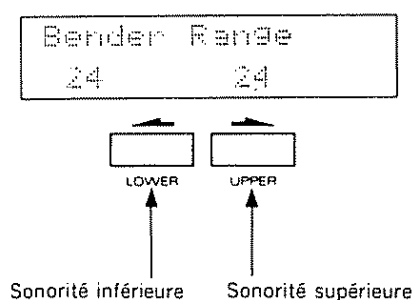 Bender Range
24 24
LOWER UPPER
Sonorité inférieure Sonorité supérieure